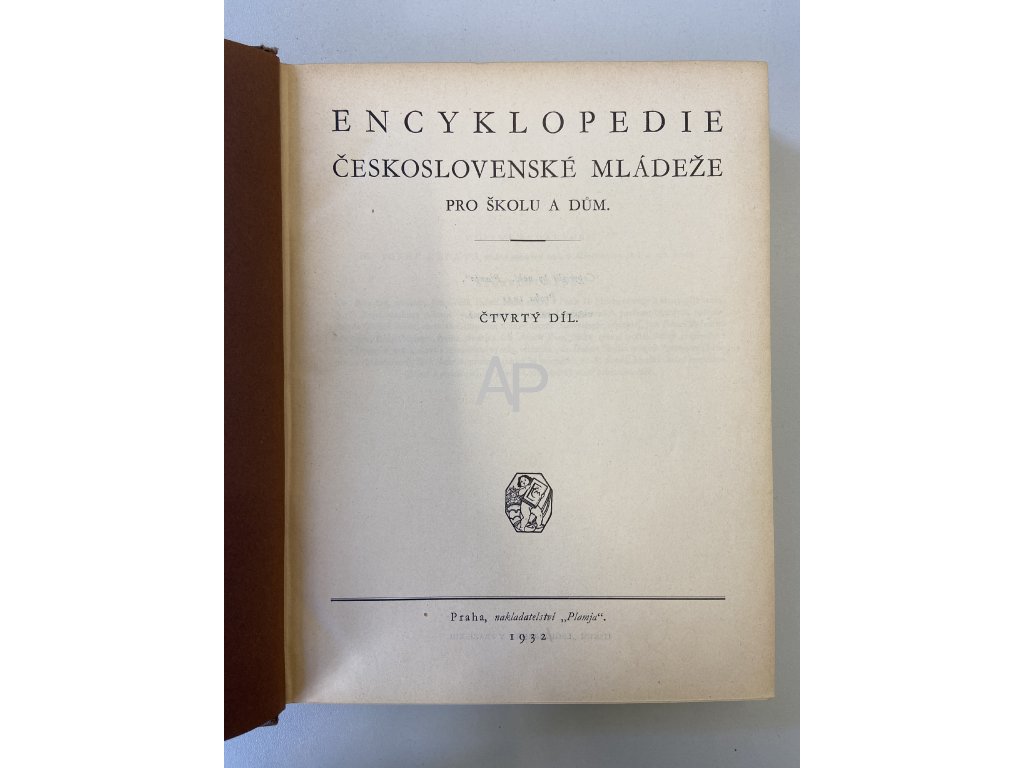 ENCYKLOPEDIE
ČESKOSLOVENSKÉ MLÁDEŽE
PRO ŠKOLU A DŮM.
ČTVRTÝ DÍL.
AP
Praha, nakladatelství „Plamja“.
1932